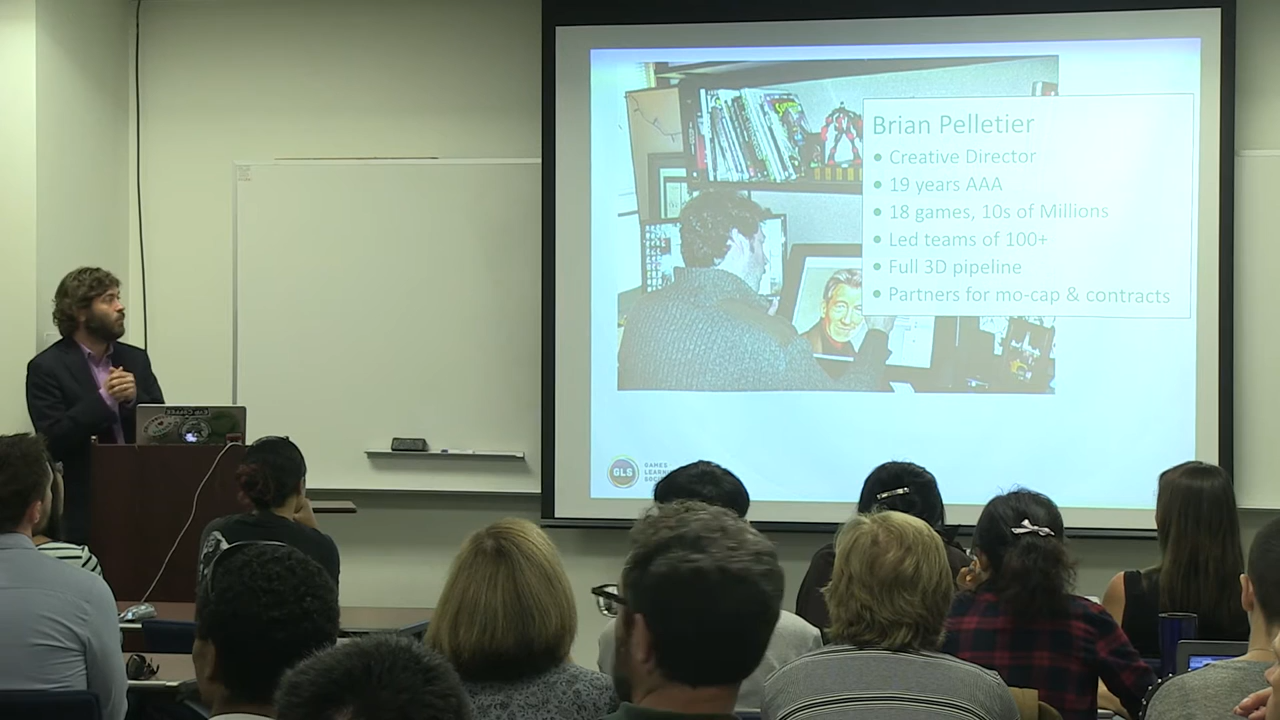 Brian Pelletier
Creative Director
19 years AAA
18 games, 10s of Millions
Led teams of 100+
Full 3D pipeline
Partners for mo-cap & contracts
GLS
GAMES